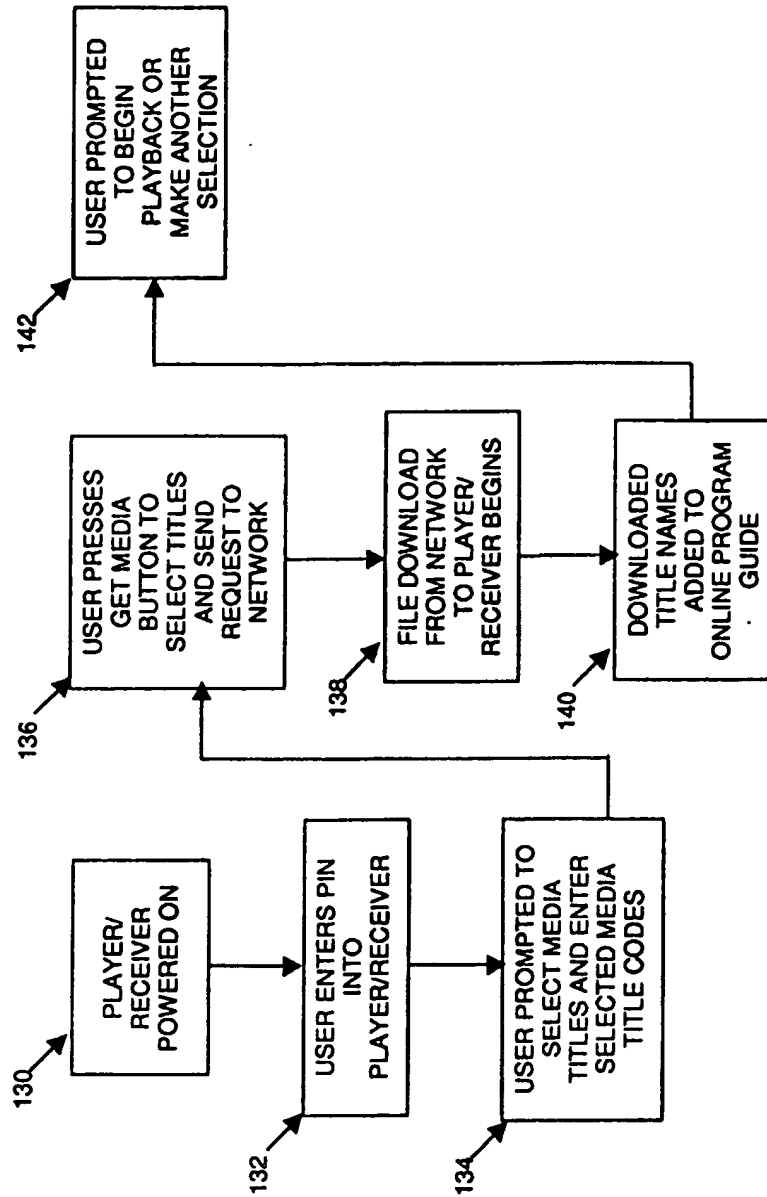 130
PLAYER/
RECEIVER
POWERED ON
132
USER ENTERS PIN
INTO
PLAYER/RECEIVER
134
USER PROMPTED TO
SELECT MEDIA
TITLES AND ENTER
SELECTED MEDIA
TITLE CODES
136
USER PRESSES
GET MEDIA
BUTTON TO
SELECT TITLES
AND SEND
REQUEST TO
NETWORK
138
FILE DOWNLOAD
FROM NETWORK
TO PLAYER/
RECEIVER BEGINS
140
DOWNLOADED
TITLE NAMES
ADDED TO
ONLINE PROGRAM
GUIDE
142
USER PROMPTED
TO BEGIN
PLAYBACK OR
MAKE ANOTHER
SELECTION